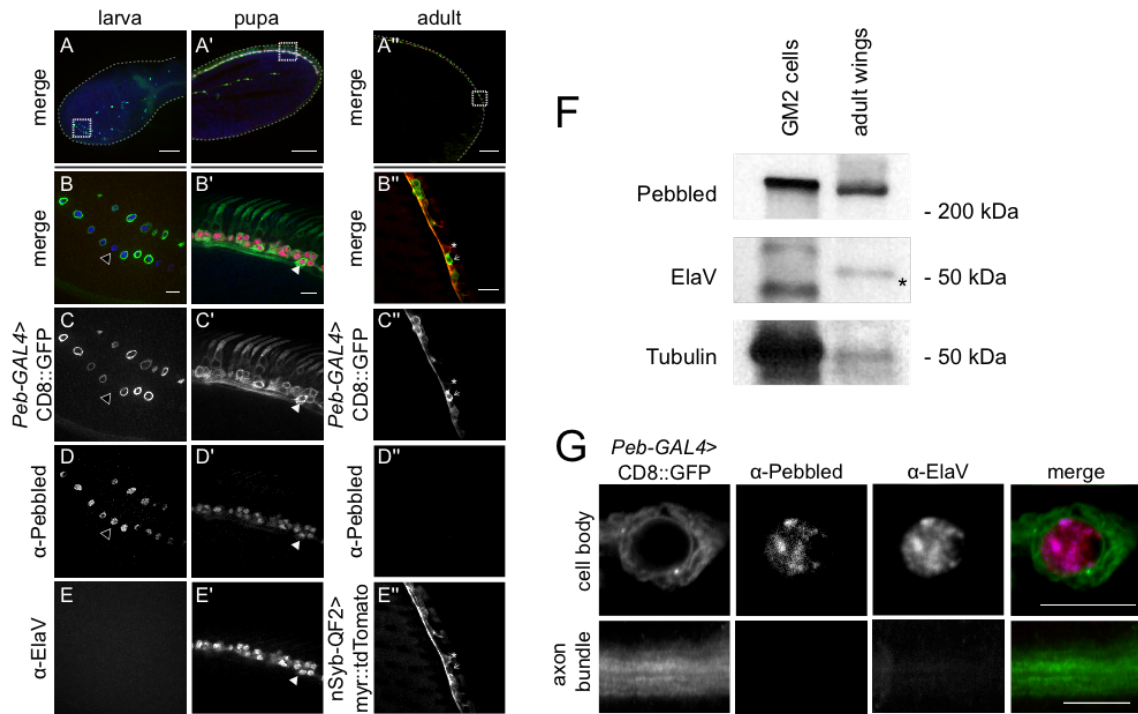 larva
pupa
adult
A
A'
A''
merge
merge
B
B'
B''
merge
merge
*
C
C'
C''
Peb-GAL4>
CD8::GFP
Peb-GAL4>
CD8::GFP
*
D
D'
D''
α-Pebbled
α-Pebbled
E
E'
E''
α-ElaV
nSyb-QF2>
myr::tdTomato
*
F
GM2 cells
adult wings
Pebbled
- 200 kDa
ElaV
- 50 kDa
*
Tubulin
- 50 kDa
G
Peb-GAL4>
CD8::GFP
α-Pebbled
α-ElaV
merge
cell body
axon
bundle